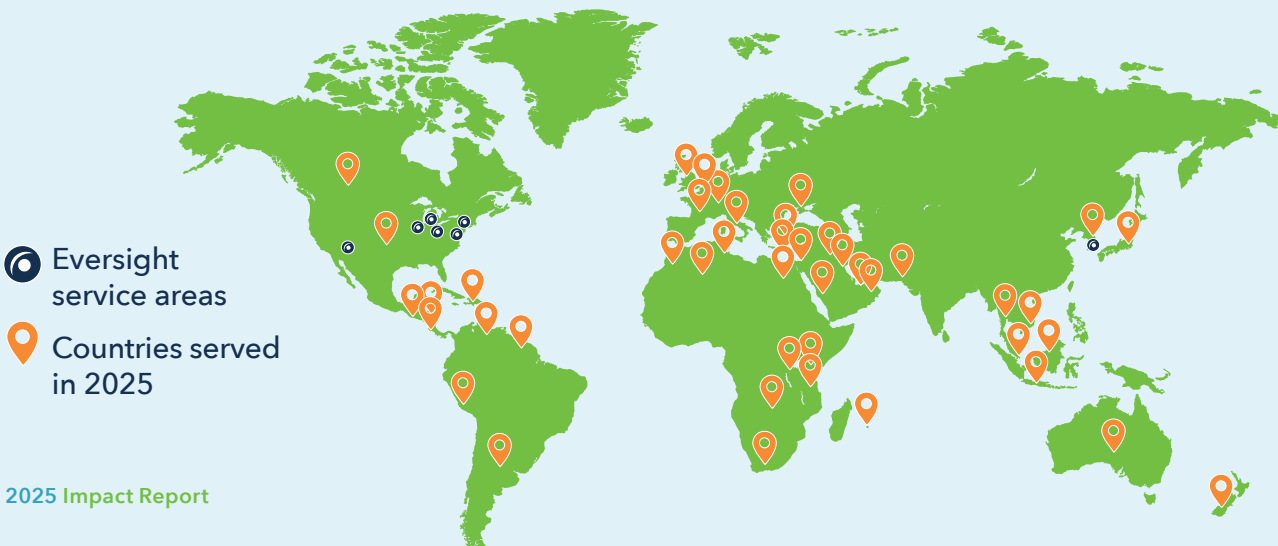 Eversight
service areas
Countries served
in 2025
2025 Impact Report